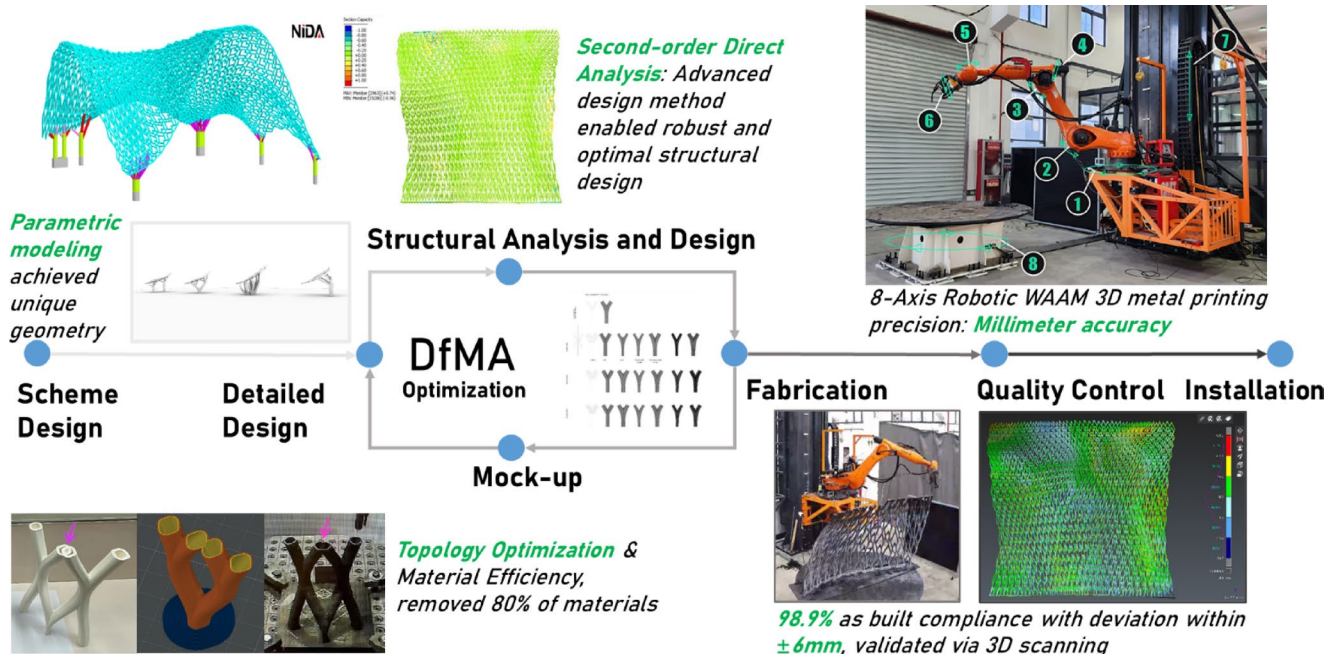 NiDA
Section Capacity
Second-order Direct
Analysis: Advanced
design method
enabled robust and
optimal structural
design
5
4
7
6
3
2
1
8
8-Axis Robotic WAAM 3D metal printing
precision: Millimeter accuracy
Parametric
modeling
achieved
unique
geometry
Structural Analysis and Design
DfMA
Optimization
Scheme
Design
Detailed
Design
Mock-up
Fabrication
Quality Control
Installation
Topology Optimization &
Material Efficiency,
removed 80% of materials
98.9% as built compliance with deviation within
±6mm, validated via 3D scanning